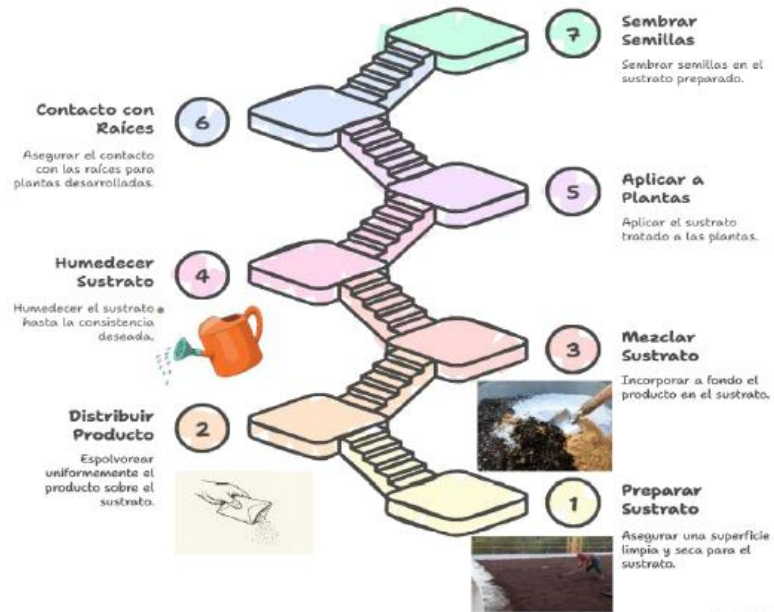 7
Sembrar
Semillas
Sembrar semillas en el
sustrato preparado.
Contacto con
Raíces
6
Asegurar el contacto
con las raíces para
plantas desarrolladas.
5
Aplicar a
Plantas
Aplicar el sustrato
tratado a las plantas.
Humedecer
Sustrato
4
Humedecer el sustrato
hasta la consistencia
deseada.
3
Mezclar
Sustrato
Incorporar a fondo el
producto en el sustrato.
Distribuir
Producto
2
Espolvorear
uniformemente el
producto sobre el
sustrato.
1
Preparar
Sustrato
Asegurar una superficie
limpia y seca para el
sustrato.